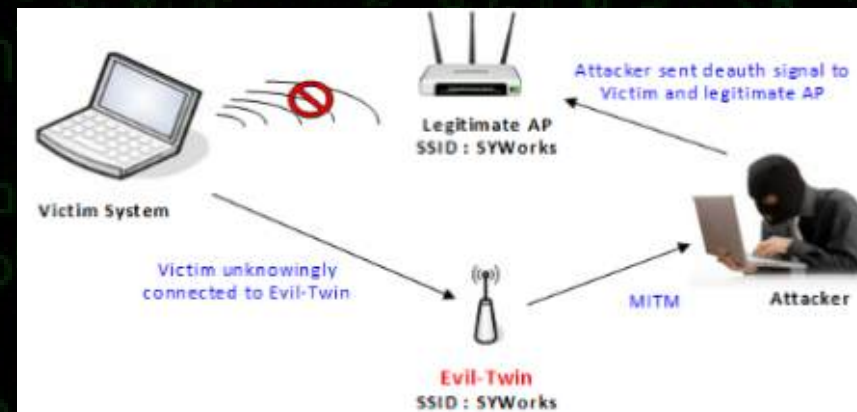 Attacker sent deauth signal to
Victim and legitimate AP
Legitimate AP
SSID : SYWorks
Victim System
Victim unknowingly
connected to Evil-Twin
MITM
Attacker
Evil-Twin
SSID : SYWorks